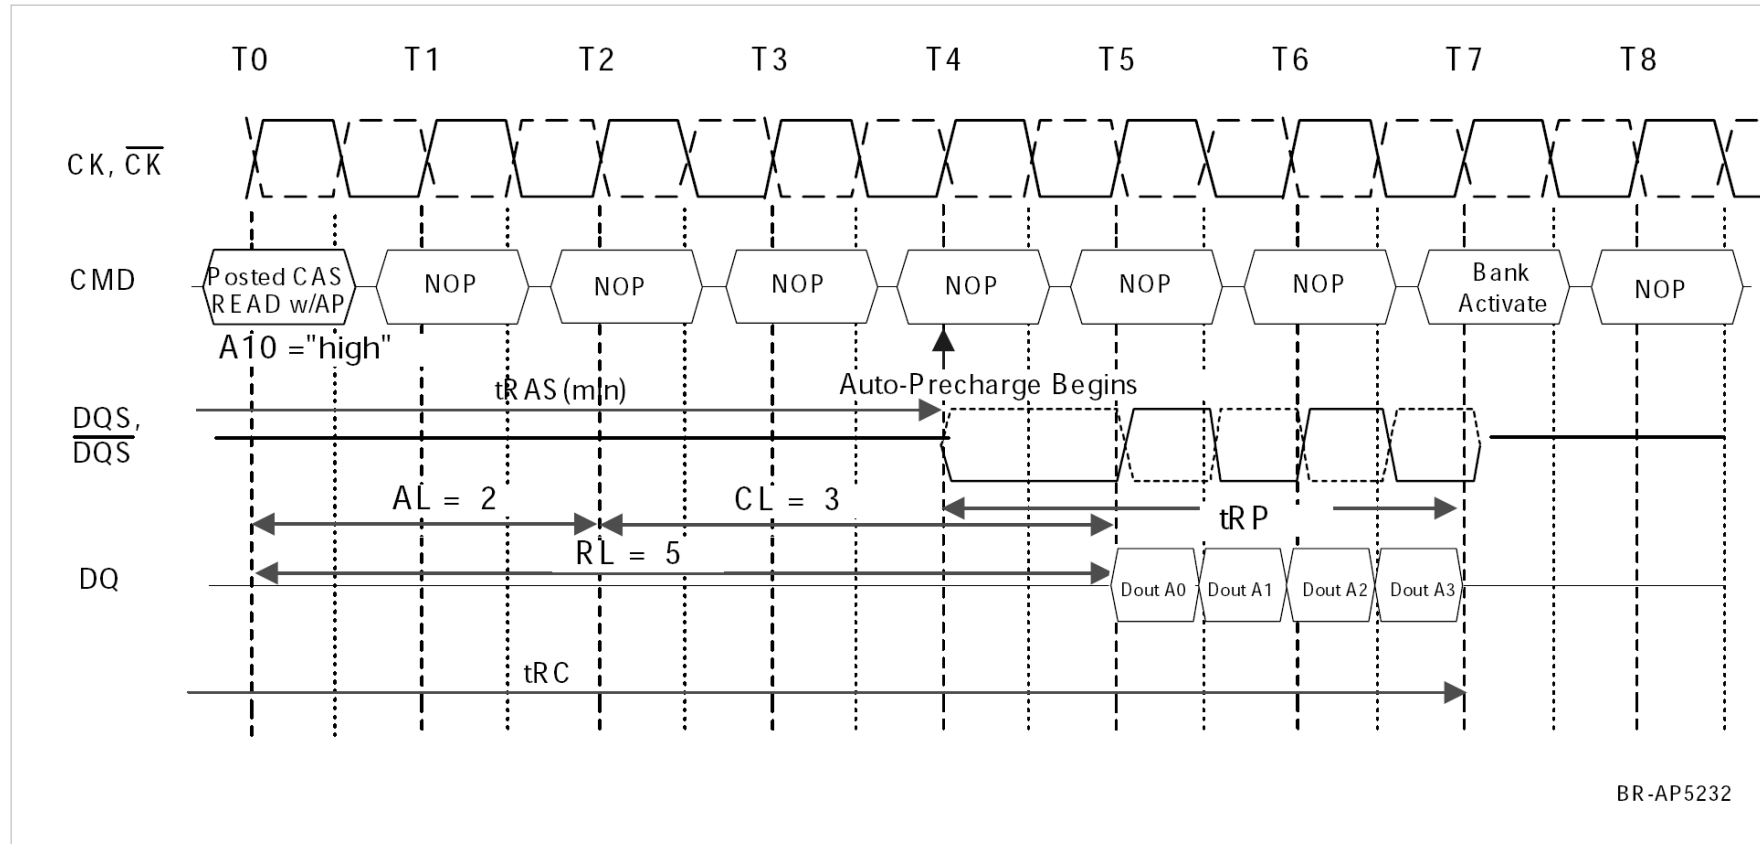 T0 T1 T2 T3 T4 T5 T6 T7 T8
CK, CK
CMD
Posted CAS
READ w/AP
NOP NOP NOP NOP NOP NOP
Bank
Activate
NOP
A10 ="high"
tRAS(min)
Auto-Precharge Begins
DQS,
DQS
AL = 2
CL = 3
tRP
RL = 5
DQ
Dout A0 Dout A1 Dout A2 Dout A3
tRC
BR-AP5232